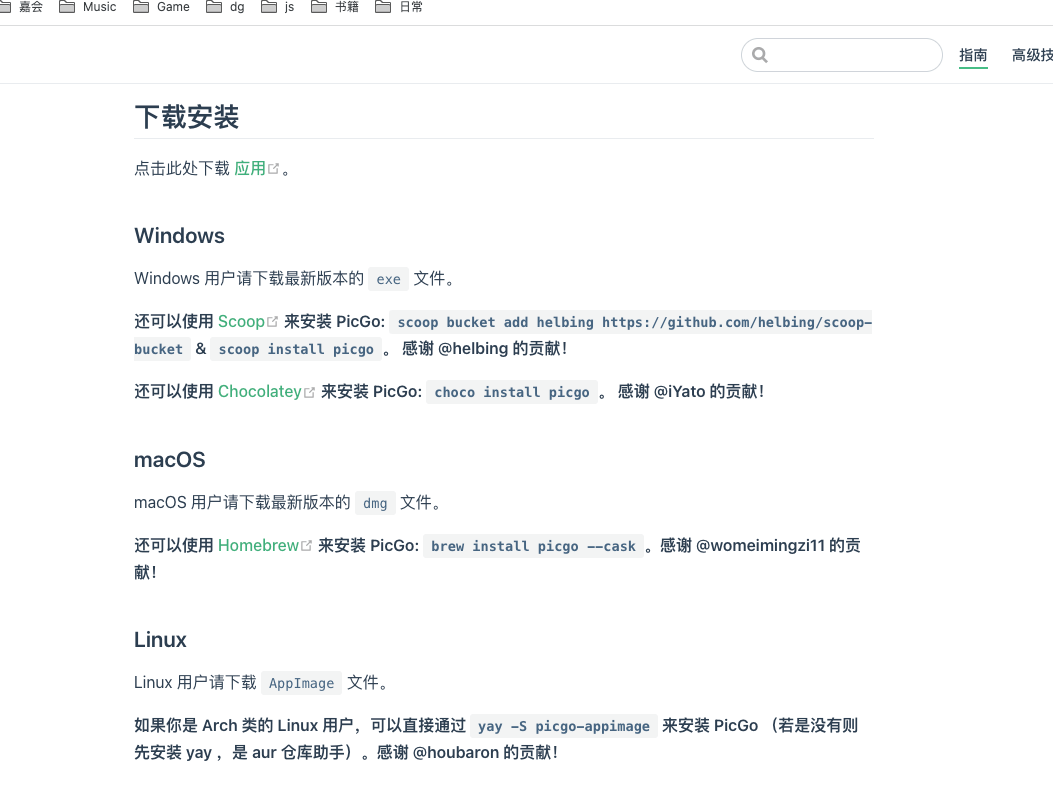 嘉会 Music Game dg js 书籍 日常
指南 高级技
下载安装
点击此处下载 应用。
Windows
Windows 用户请下载最新版本的 exe 文件。
还可以使用 Scoop 来安装 PicGo: scoop bucket add helbing https://github.com/helbing/scoop-
bucket & scoop install picgo 。 感谢 @helbing 的贡献！
还可以使用 Chocolatey 来安装 PicGo: choco install picgo 。 感谢 @iYato 的贡献！
macOS
macOS 用户请下载最新版本的 dmg 文件。
还可以使用 Homebrew 来安装 PicGo: brew install picgo --cask 。感谢 @womeimingzi11 的贡
献！
Linux
Linux 用户请下载 AppImage 文件。
如果你是 Arch 类的 Linux 用户，可以直接通过 yay -S picgo-appimage 来安装 PicGo （若是没有则
先安装 yay ，是 aur 仓库助手）。感谢 @houbaron 的贡献！